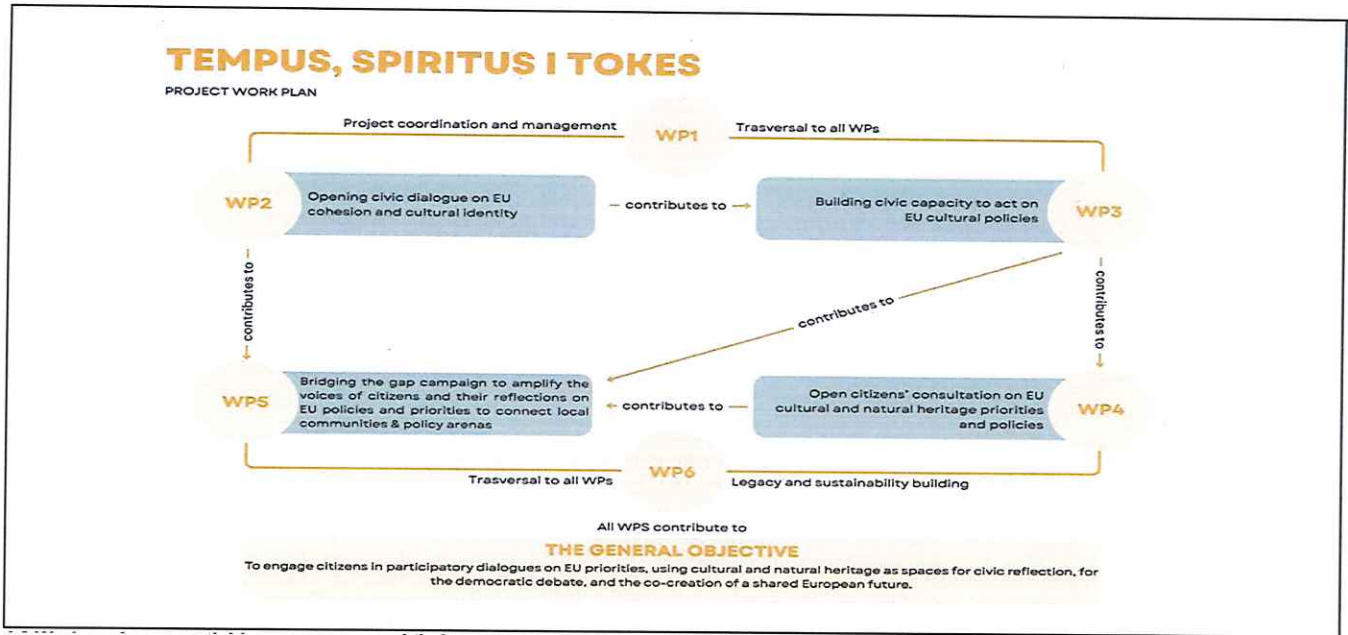 TEMPUS, SPIRITUS I TOKES
PROJECT WORK PLAN
Project coordination and management
WP1
Trasversal to all WPs
WP2
Opening civic dialogue on EU
cohesion and cultural identity
contributes to
Building civic capacity to act on
EU cultural policies
WP3
contributes to
contributes to
contributes to
WP5
Bridging the gap campaign to amplify the
voices of citizens and their reflections on
EU policies and priorities to connect local
communities & policy arenas
contributes to
Open citizens' consultation on EU
cultural and natural heritage priorities
and policies
WP4
Trasversal to all WPs
WP6
Legacy and sustainability building
All WPS contribute to
THE GENERAL OBJECTIVE
To engage citizens in participatory dialogues on EU priorities, using cultural and natural heritage as spaces for civic reflection, for
the democratic debate, and the co-creation of a shared European future.